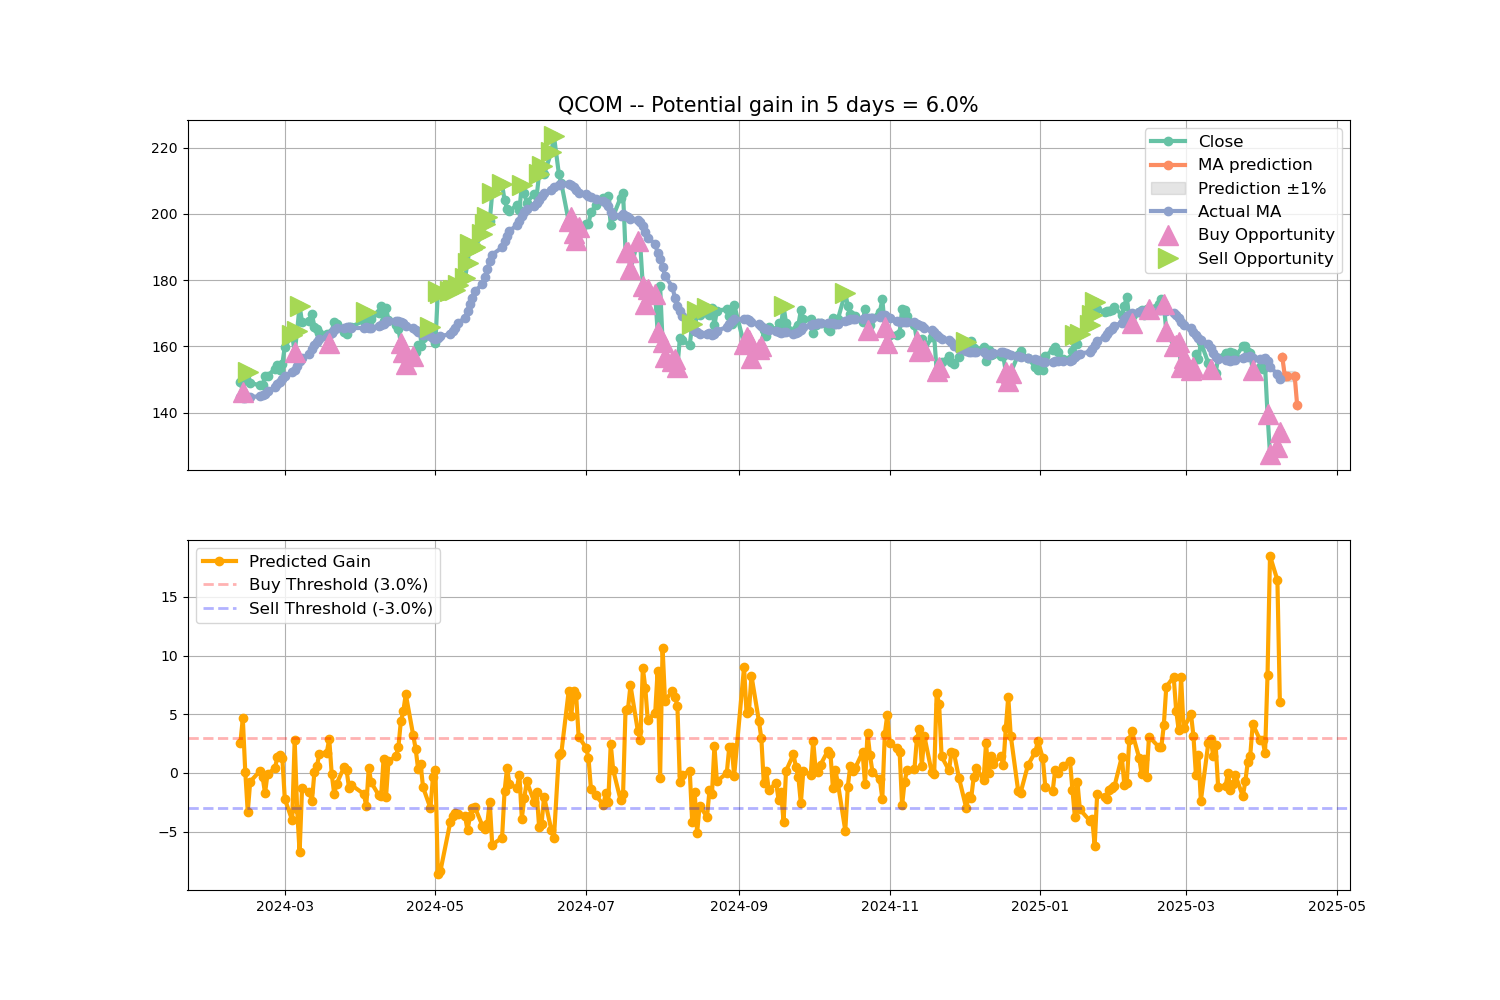 QCOM -- Potential gain in 5 days = 6.0%
220
200
180
160
140
Close
MA prediction
Prediction ±1%
Actual MA
Buy Opportunity
Sell Opportunity
15
10
5
0
−5
Predicted Gain
Buy Threshold (3.0%)
Sell Threshold (-3.0%)
2024-03
2024-05
2024-07
2024-09
2024-11
2025-01
2025-03
2025-05